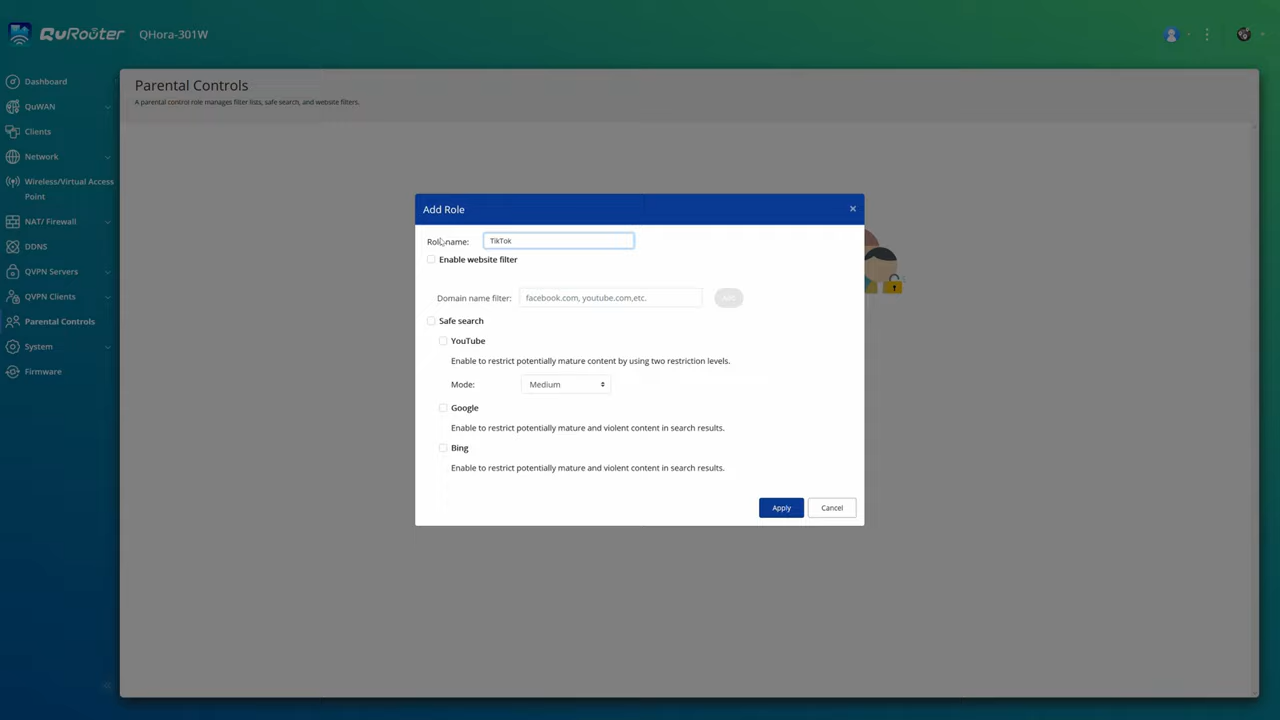 QuRouter QHora-301W
Dashboard
QuWAN
Clients
Network
Wireless/Virtual Access
Point
NAT/ Firewall
DDNS
QVPN Servers
QVPN Clients
Parental Controls
System
Firmware
Parental Controls
A parental control role manages filter lists, safe search, and website filters.
Add Role
Role name: TikTok
Enable website filter
Domain name filter: facebook.com, youtube.com,etc. Add
Safe search
YouTube
Enable to restrict potentially mature content by using two restriction levels.
Mode: Medium
Google
Enable to restrict potentially mature and violent content in search results.
Bing
Enable to restrict potentially mature and violent content in search results.
Apply Cancel